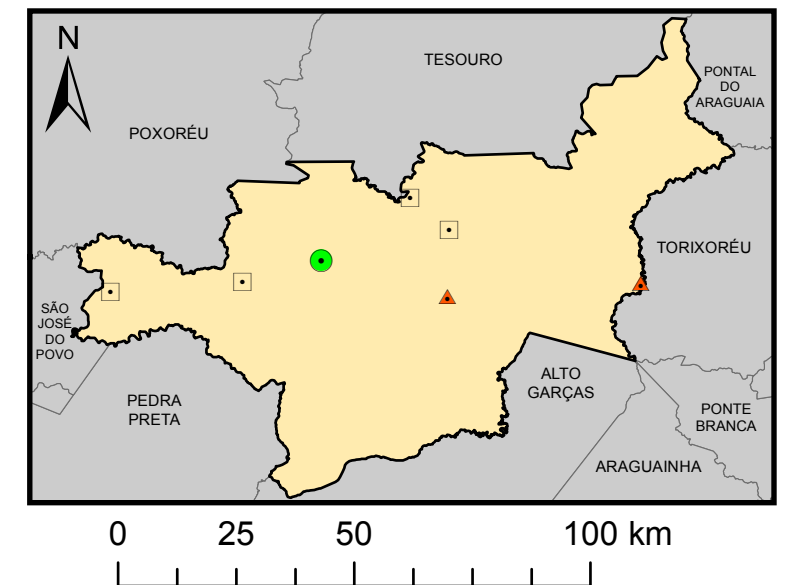 N
TESOURO
PONTAL
DO
ARAGUAIA
POXORÉU
TORIXORÉU
SÃO
JOSÉ
DO
POVO
PEDRA
PRETA
ALTO
GARÇAS
PONTE
BRANCA
ARAGUAINHA
0 25 50 100 km